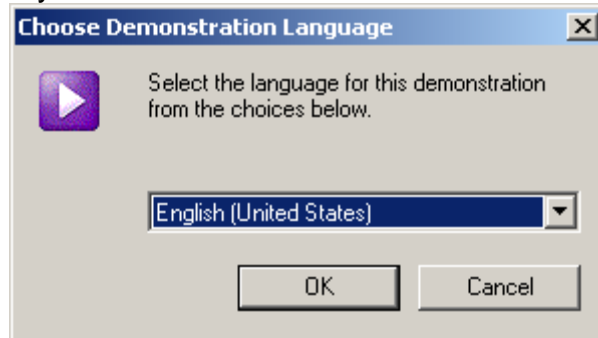 Choose Demonstration Language
Select the language for this demonstration
from the choices below.
English (United States)
OK Cancel